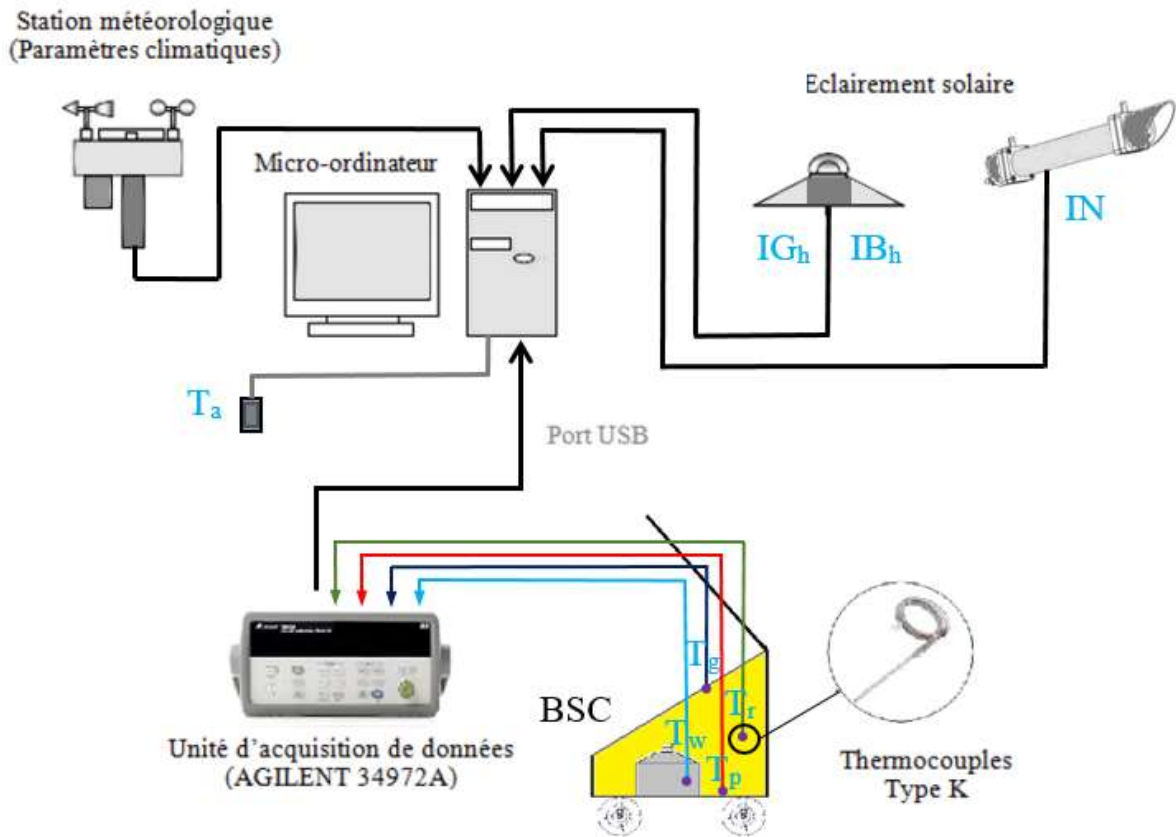 Station météorologique
(Paramètres climatiques)
Eclairement solaire
Micro-ordinateur
IN
IGh
IBh
Ta
Port USB
Tg
BSC
Tr
Tw
Tp
Unité d'acquisition de données
(AGILENT 34972A)
Thermocouples
Type K